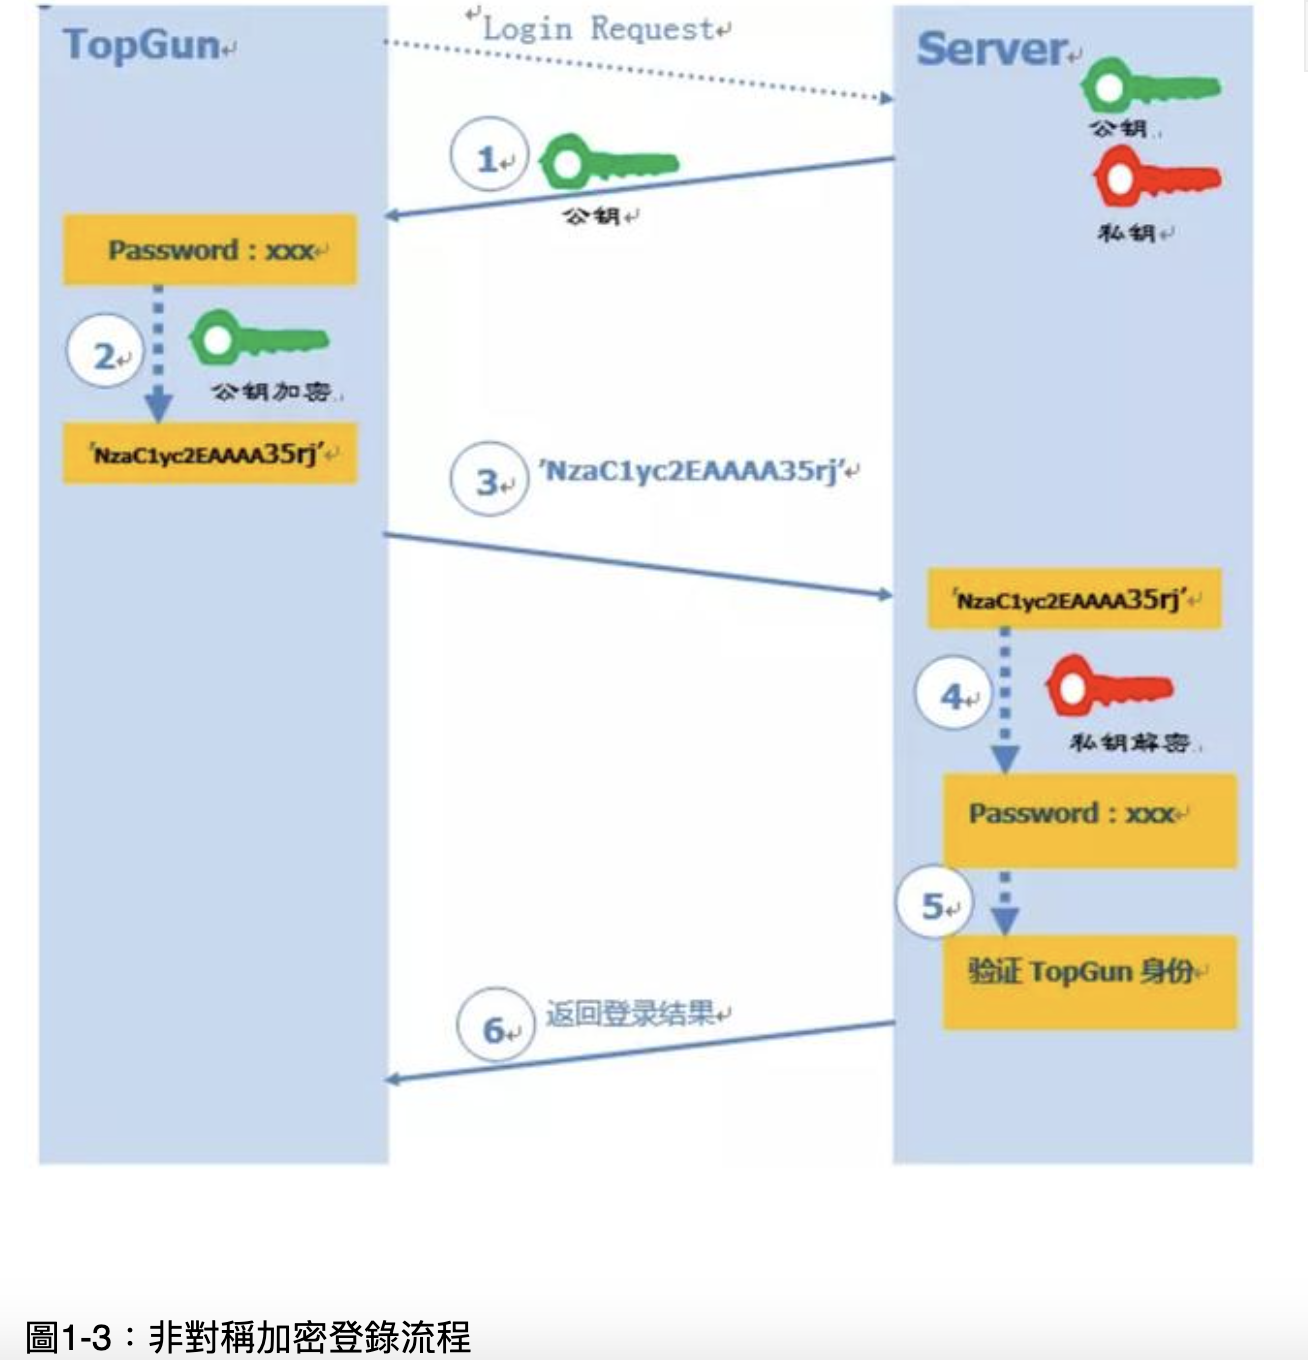 TopGun
Login Request
Server
公钥
私钥
1
公钥
Password：xxx
2
公钥加密
'NzaC1yc2EAAAA35rj'
3 'NzaC1yc2EAAAA35rj'
'NzaC1yc2EAAAA35rj'
4
私钥解密
Password：xxx
5
验证 TopGun 身份
6 返回登录结果
圖1-3：非對稱加密登錄流程